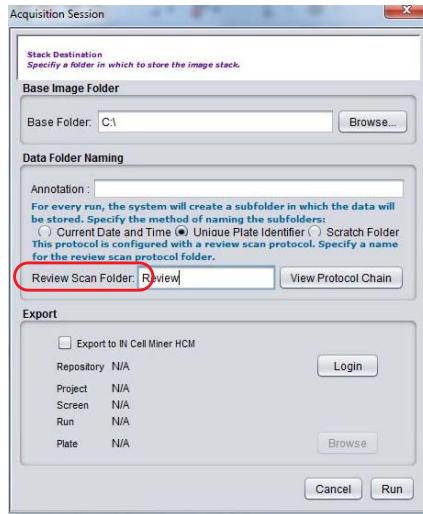 Acquisition Session
Stack Destination
Specifiy a folder in which to store the image stack.
Base Image Folder
Base Folder: C:\ Browse...
Data Folder Naming
Annotation :
For every run, the system will create a subfolder in which the data will
be stored. Specify the method of naming the subfolders:
Current Date and Time Unique Plate Identifier Scratch Folder
This protocol is configured with a review scan protocol. Specify a name
for the review scan protocol folder.
Review Scan Folder: Review View Protocol Chain
Export
Export to IN Cell Miner HCM
Repository N/A Login
Project N/A
Screen N/A
Run N/A
Plate N/A Browse
Cancel Run